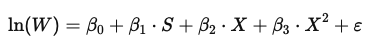 ln(W) = β₀ + β₁ · S + β₂ · X + β₃ · X² + ε